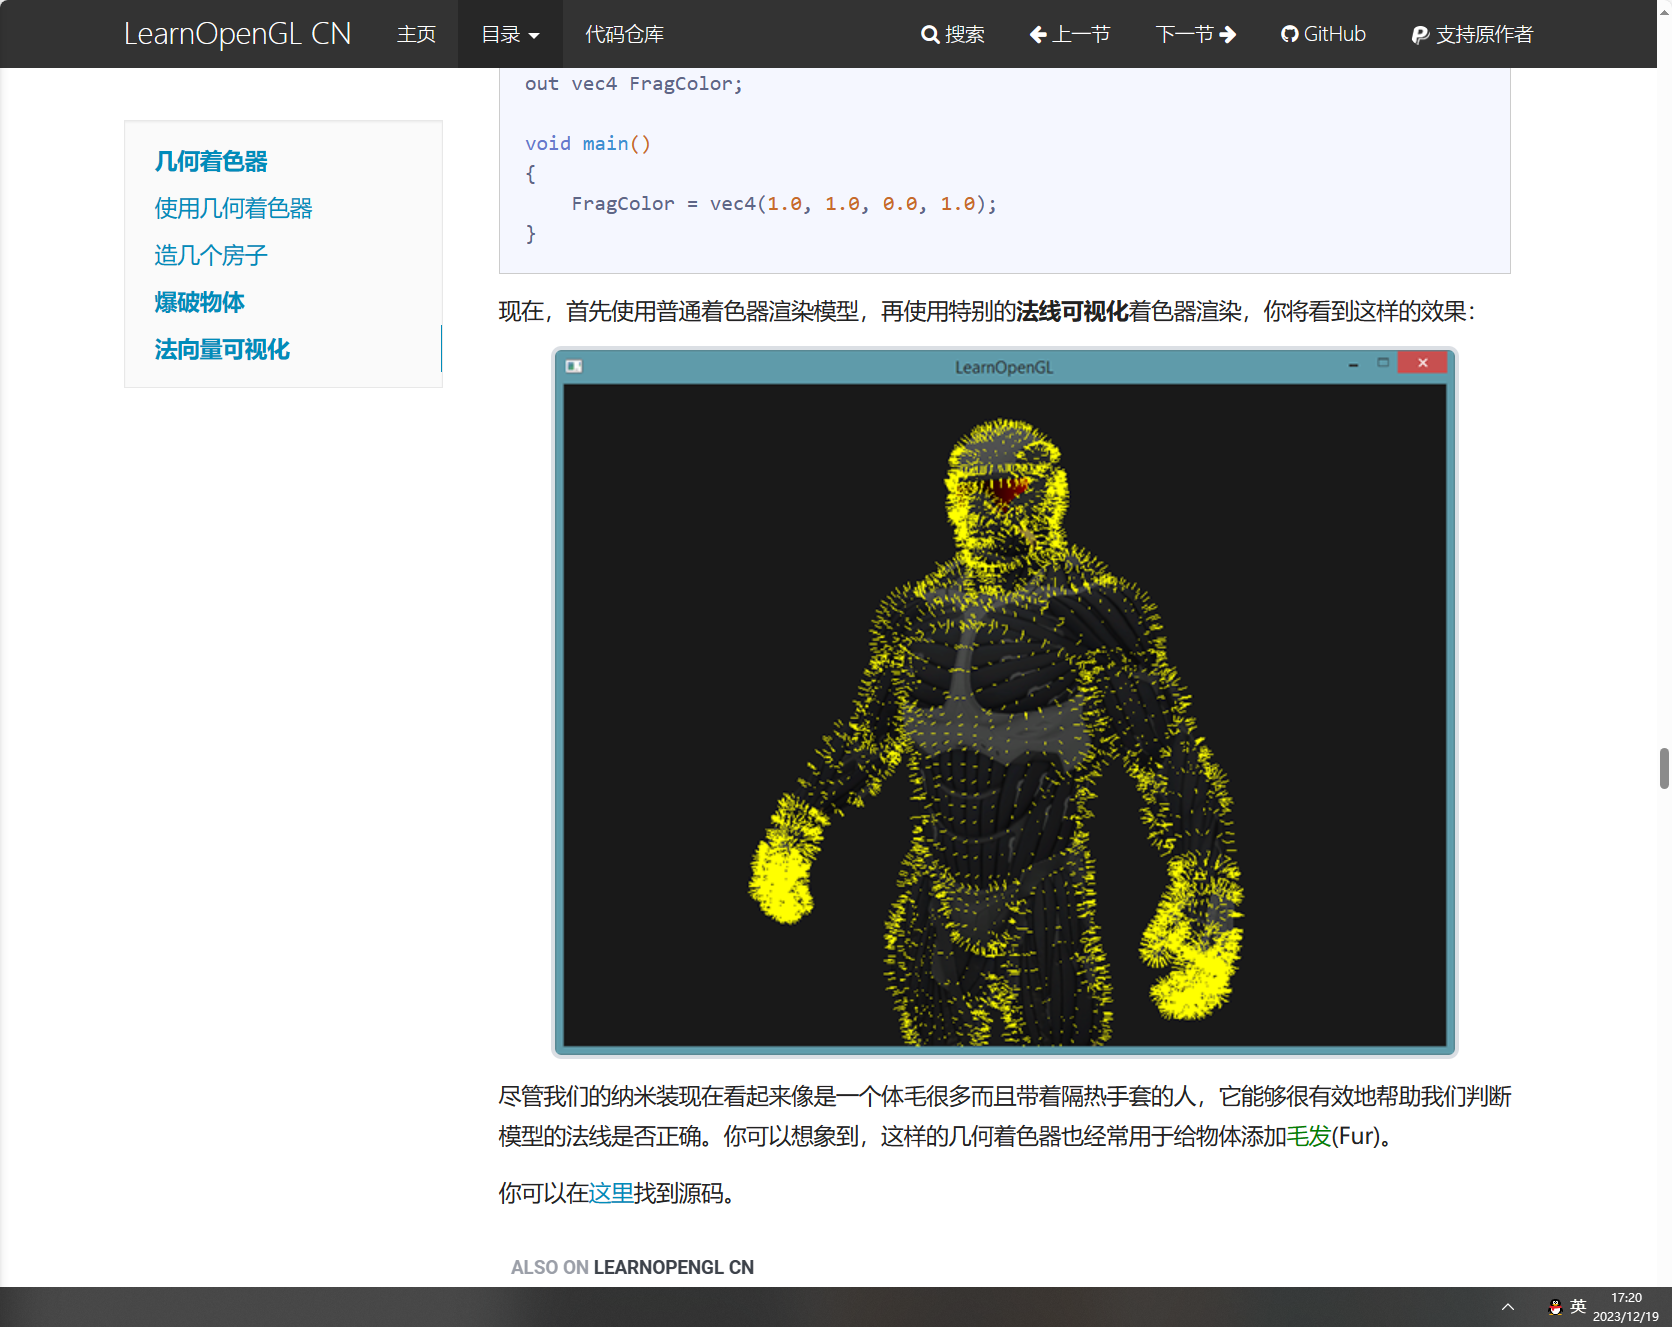 LearnOpenGL CN 主页 目录 代码仓库 搜索 上一节 下一节 GitHub 支持原作者
几何着色器
使用几何着色器
造几个房子
爆破物体
法向量可视化
out vec4 FragColor;
void main()
{
    FragColor = vec4(1.0, 1.0, 0.0, 1.0);
}
现在，首先使用普通着色器渲染模型，再使用特别的法线可视化着色器渲染，你将看到这样的效果：
LearnOpenGL
尽管我们的纳米装现在看起来像是一个体毛很多而且带着隔热手套的人，它能够很有效地帮助我们判断
模型的法线是否正确。你可以想象到，这样的几何着色器也经常用于给物体添加毛发(Fur)。
你可以在这里找到源码。
ALSO ON LEARNOPENGL CN
英
17:20
2023/12/19